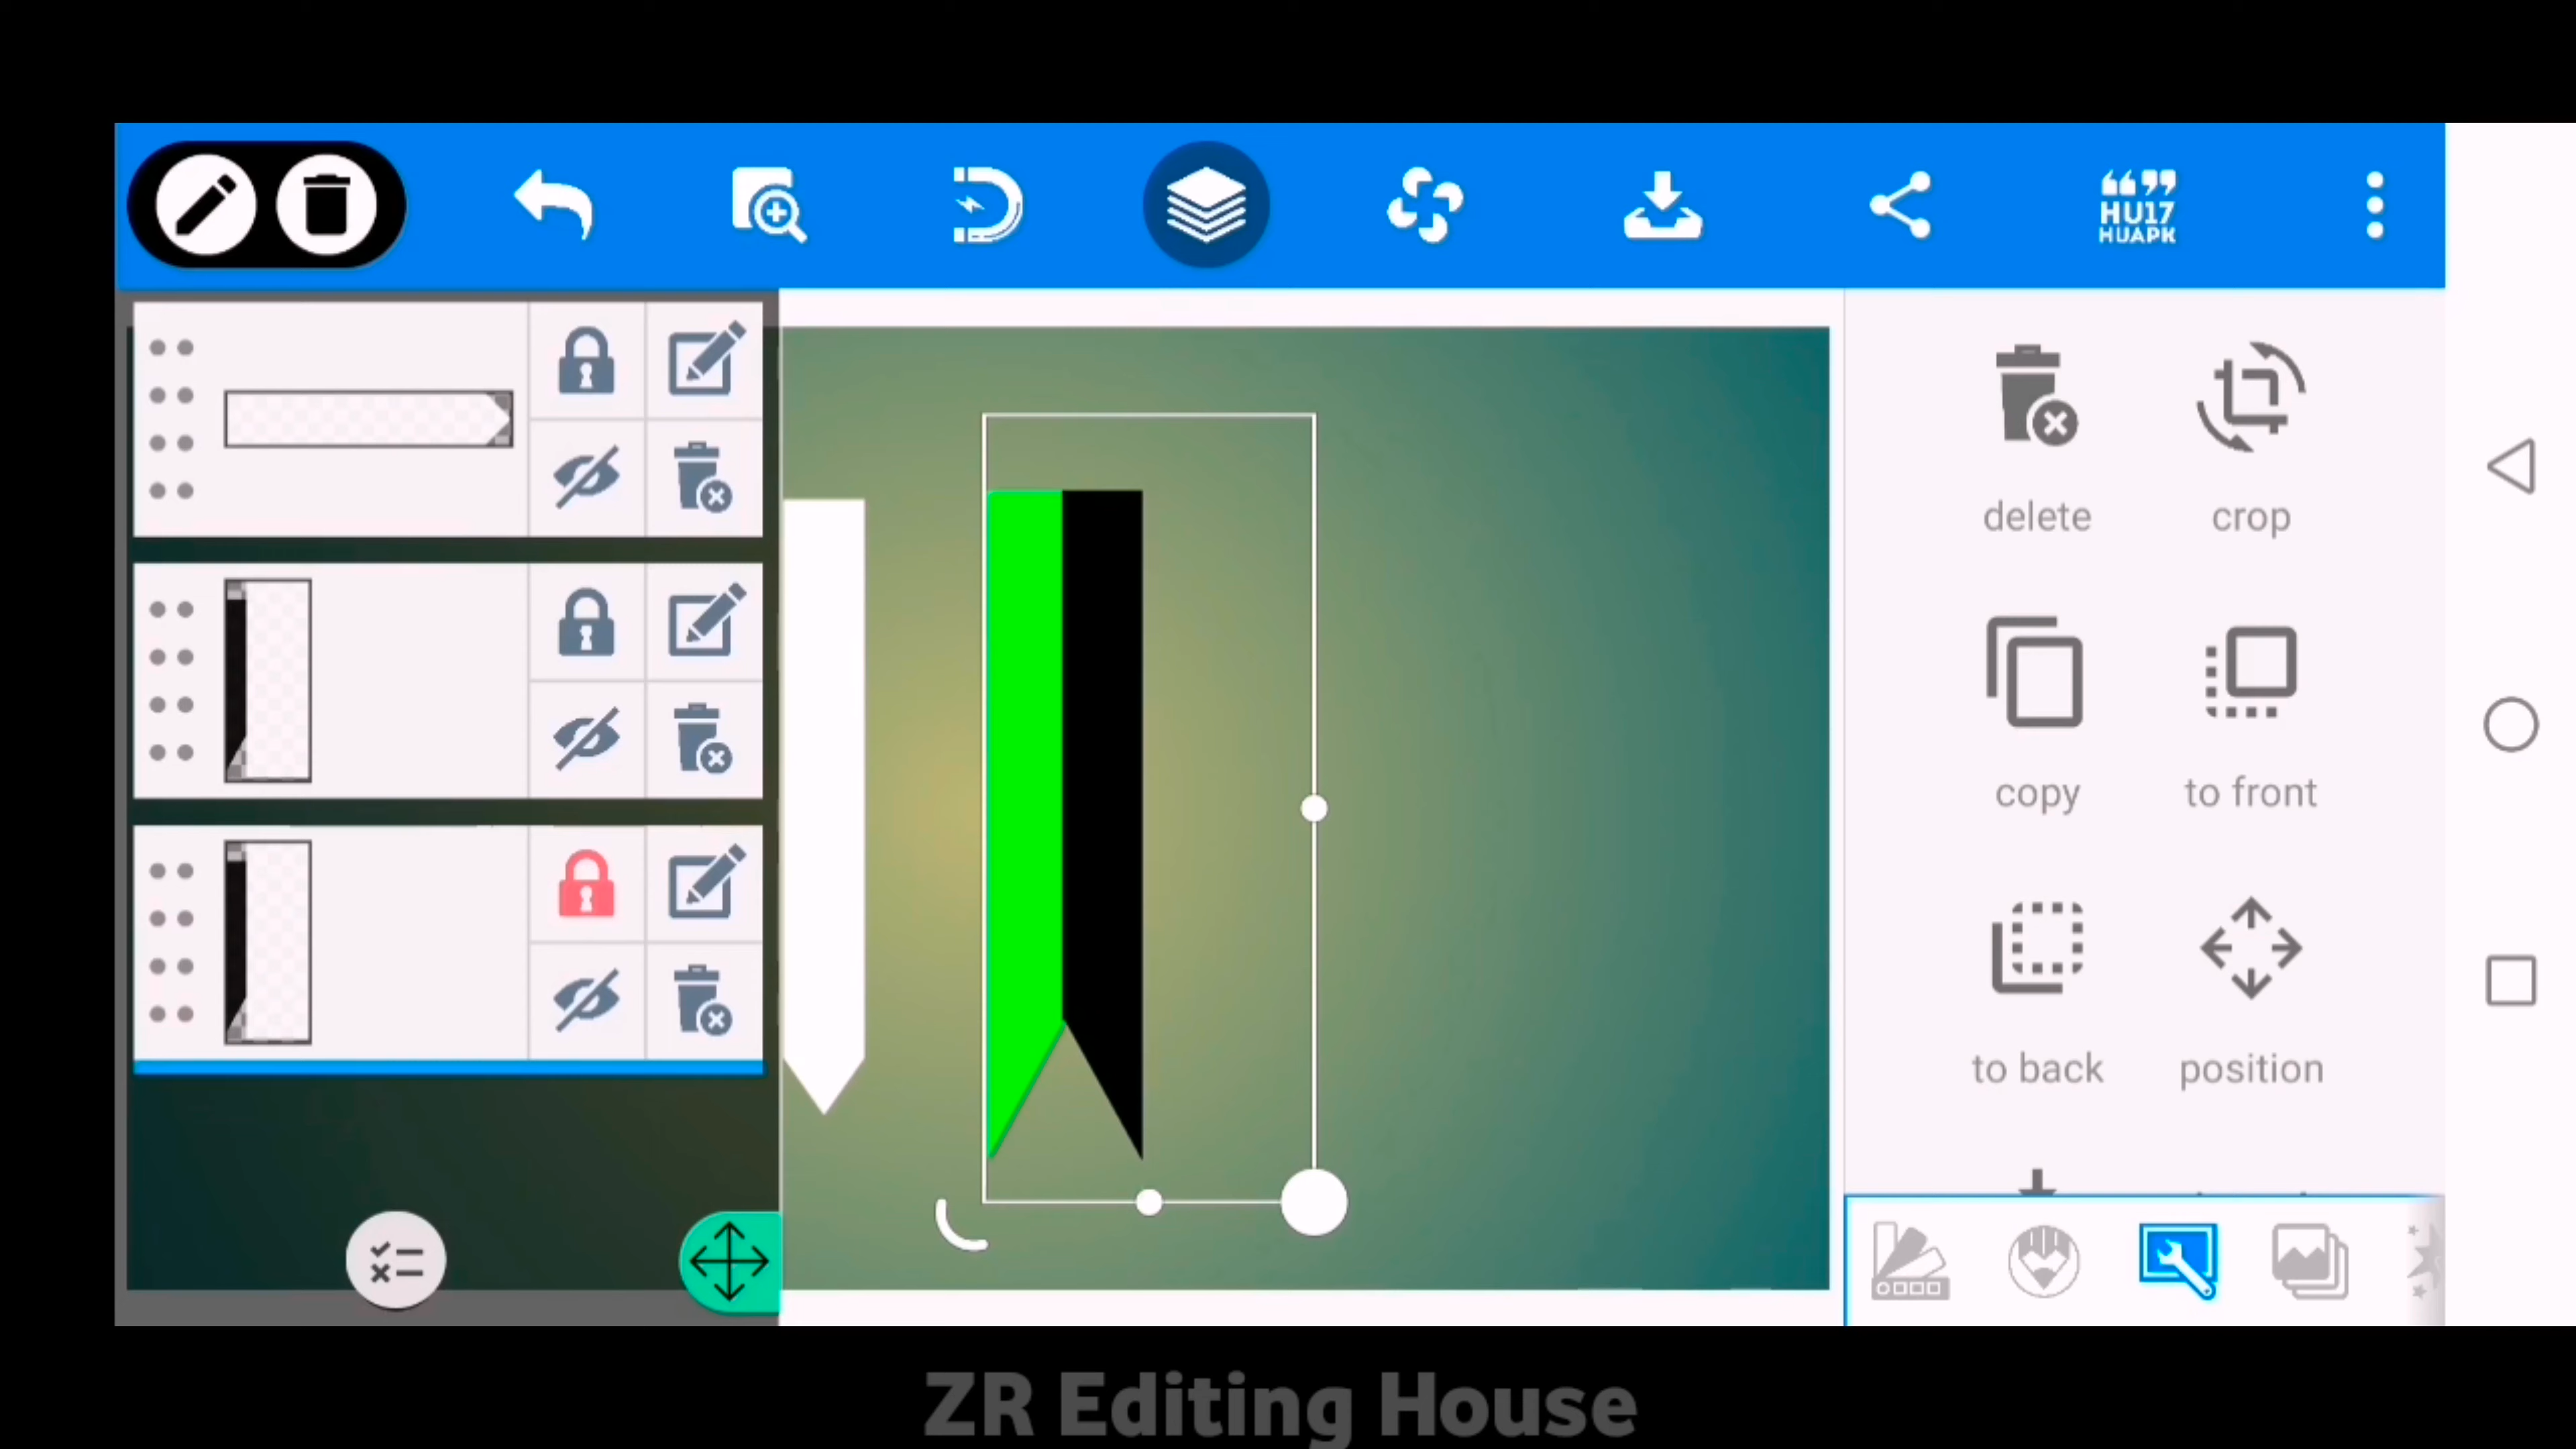 ❝❞
HU17
HUAPK
delete
crop
copy
to front
to back
position
ZR Editing House